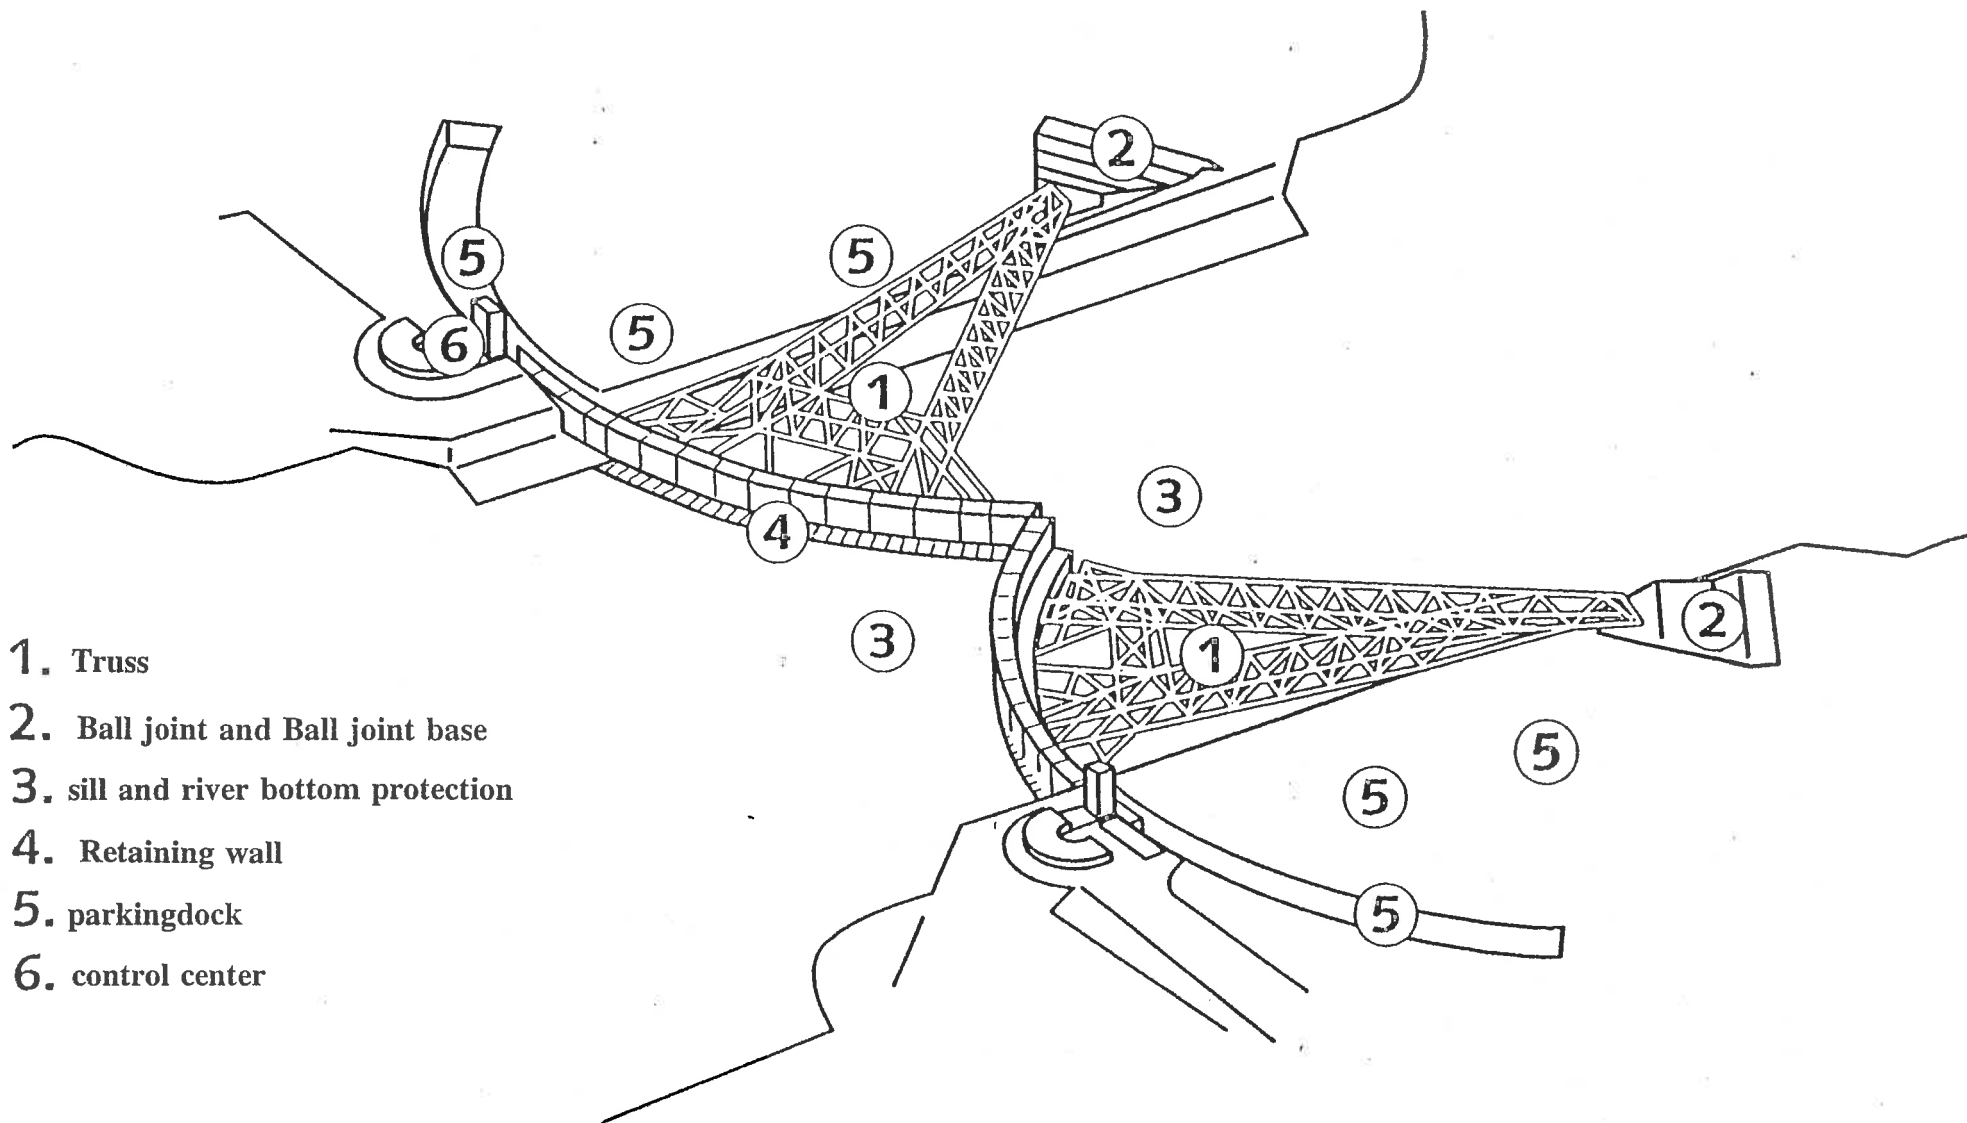 2
5
5
5
6
1
3
4
3
1
2
5
5
5
1. Truss
2. Ball joint and Ball joint base
3. sill and river bottom protection
4. Retaining wall
5. parkingdock
6. control center